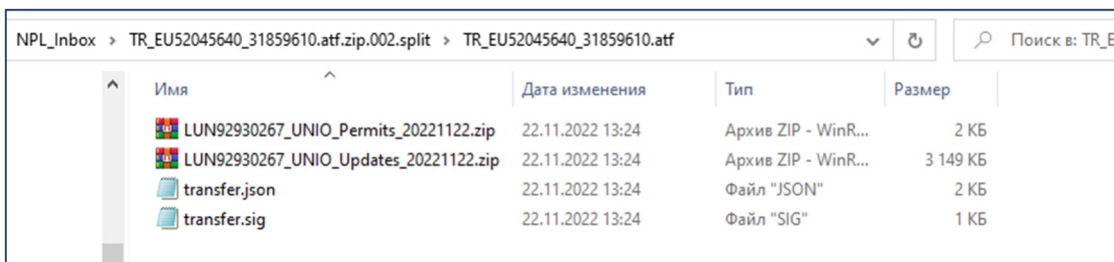 NPL_Inbox > TR_EU52045640_31859610.atf.zip.002.split > TR_EU52045640_31859610.atf Поиск в: TR_E
Имя Дата изменения Тип Размер
LUN92930267_UNIO_Permits_20221122.zip 22.11.2022 13:24 Архив ZIP - WinR... 2 КБ
LUN92930267_UNIO_Updates_20221122.zip 22.11.2022 13:24 Архив ZIP - WinR... 3 149 КБ
transfer.json 22.11.2022 13:24 Файл "JSON" 2 КБ
transfer.sig 22.11.2022 13:24 Файл "SIG" 1 КБ